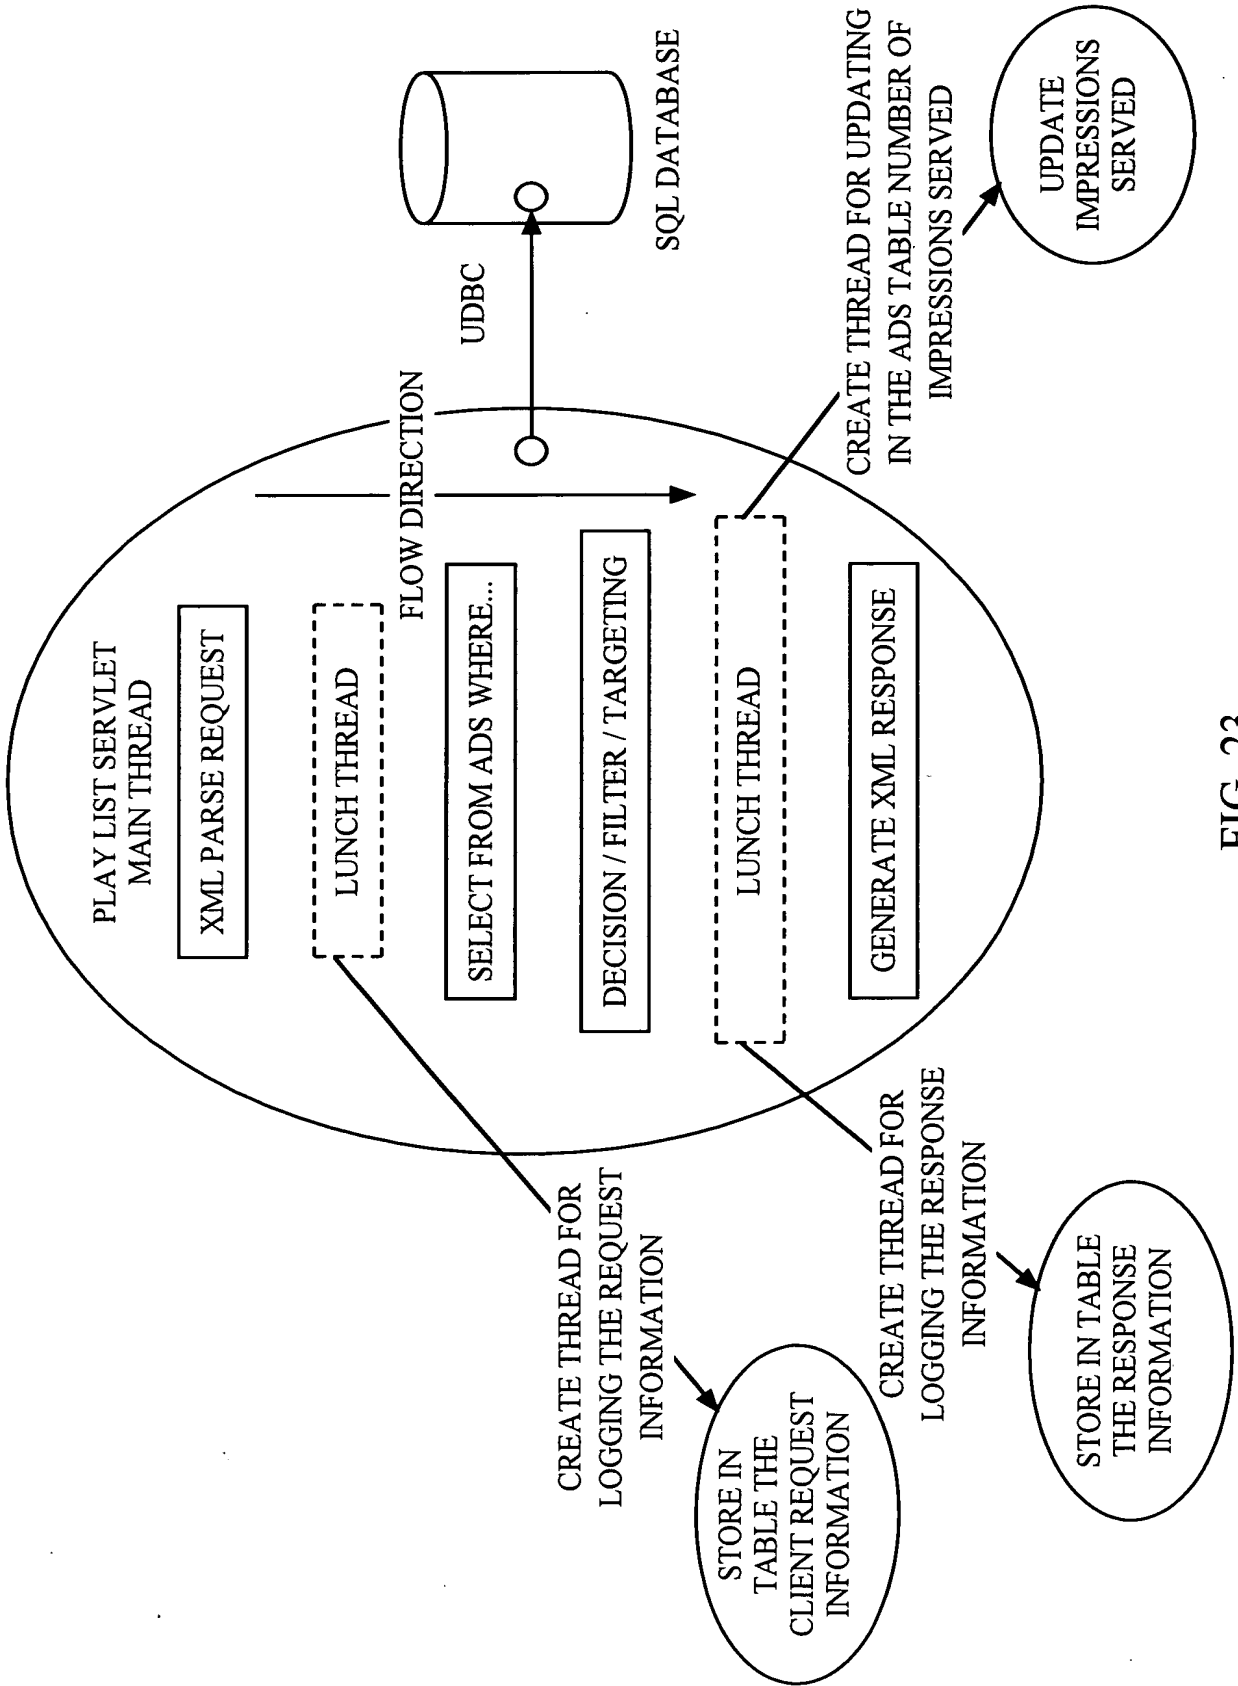 PLAY LIST SERVLET
MAIN THREAD
XML PARSE REQUEST
LUNCH THREAD
FLOW DIRECTION
SELECT FROM ADS WHERE...
DECISION / FILTER / TARGETING
LUNCH THREAD
GENERATE XML RESPONSE
UDBC
SQL DATABASE
CREATE THREAD FOR
LOGGING THE REQUEST
INFORMATION
STORE IN
TABLE THE
CLIENT REQUEST
INFORMATION
CREATE THREAD FOR
LOGGING THE RESPONSE
INFORMATION
STORE IN TABLE
THE RESPONSE
INFORMATION
CREATE THREAD FOR UPDATING
IN THE ADS TABLE NUMBER OF
IMPRESSIONS SERVED
UPDATE
IMPRESSIONS
SERVED
FIG. 23